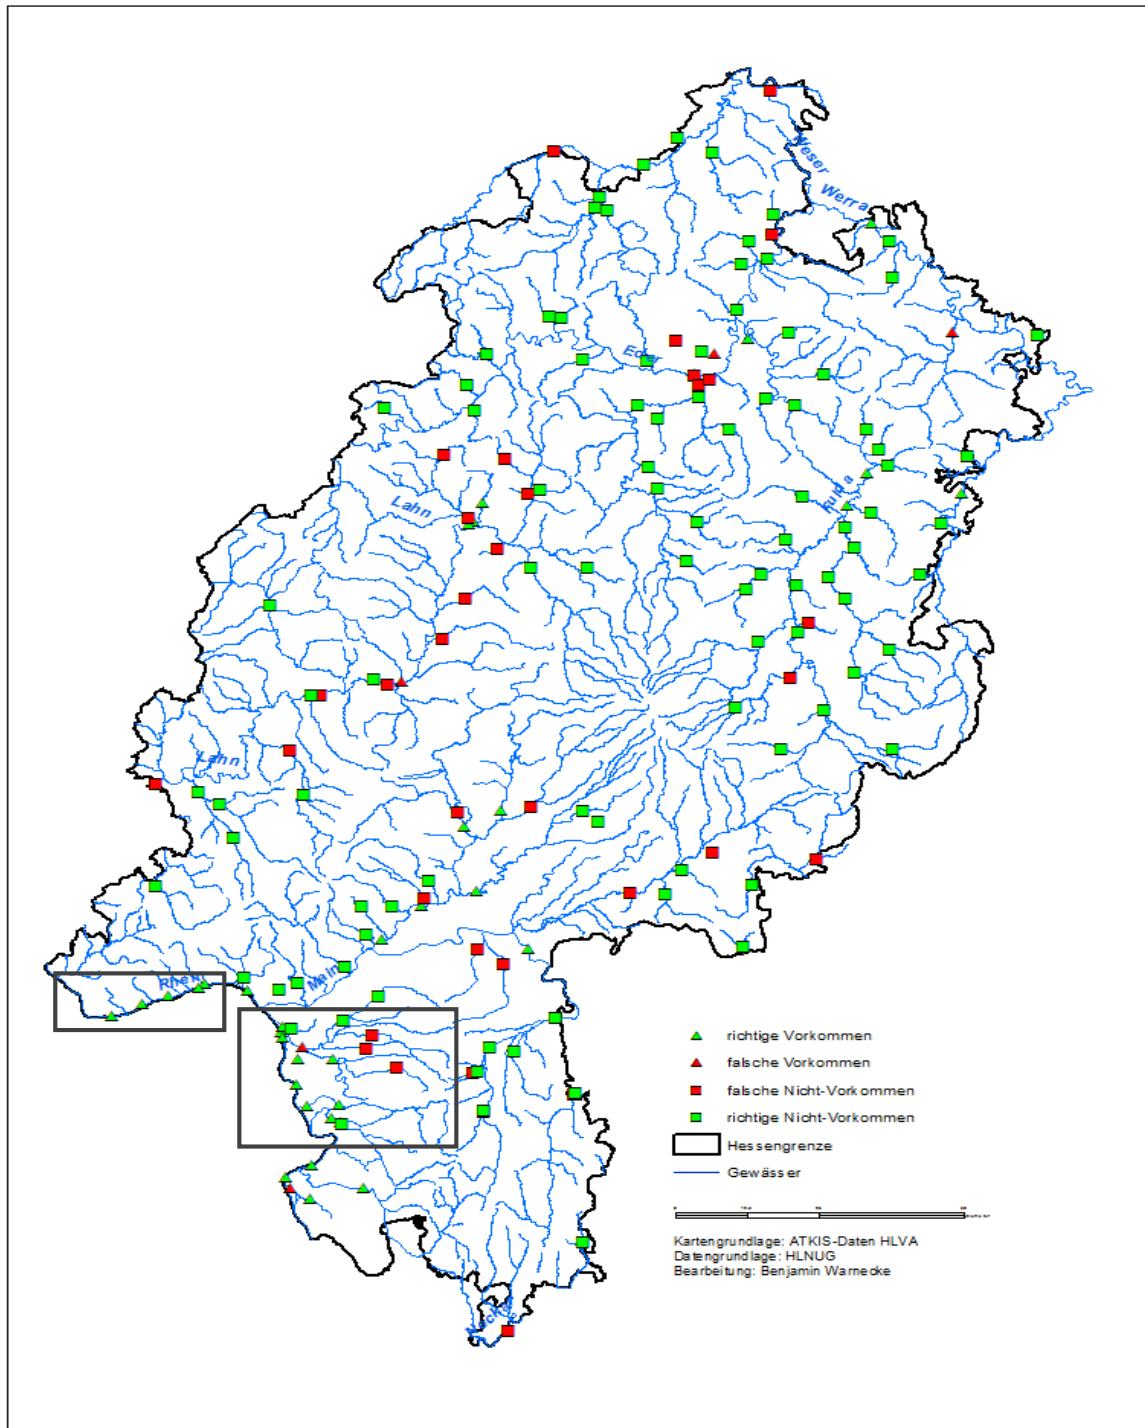 Weser
Werra
Eder
Fulda
Lahn
Lahn
Rhein
Main
richtige Vorkommen
falsche Vorkommen
falsche Nicht-Vorkommen
richtige Nicht-Vorkommen
Hessengrenze
Gewässer
Kartengrundlage: ATKIS-Daten HLVA
Datengrundlage: HLNUG
Bearbeitung: Benjamin Warnecke
Neckar